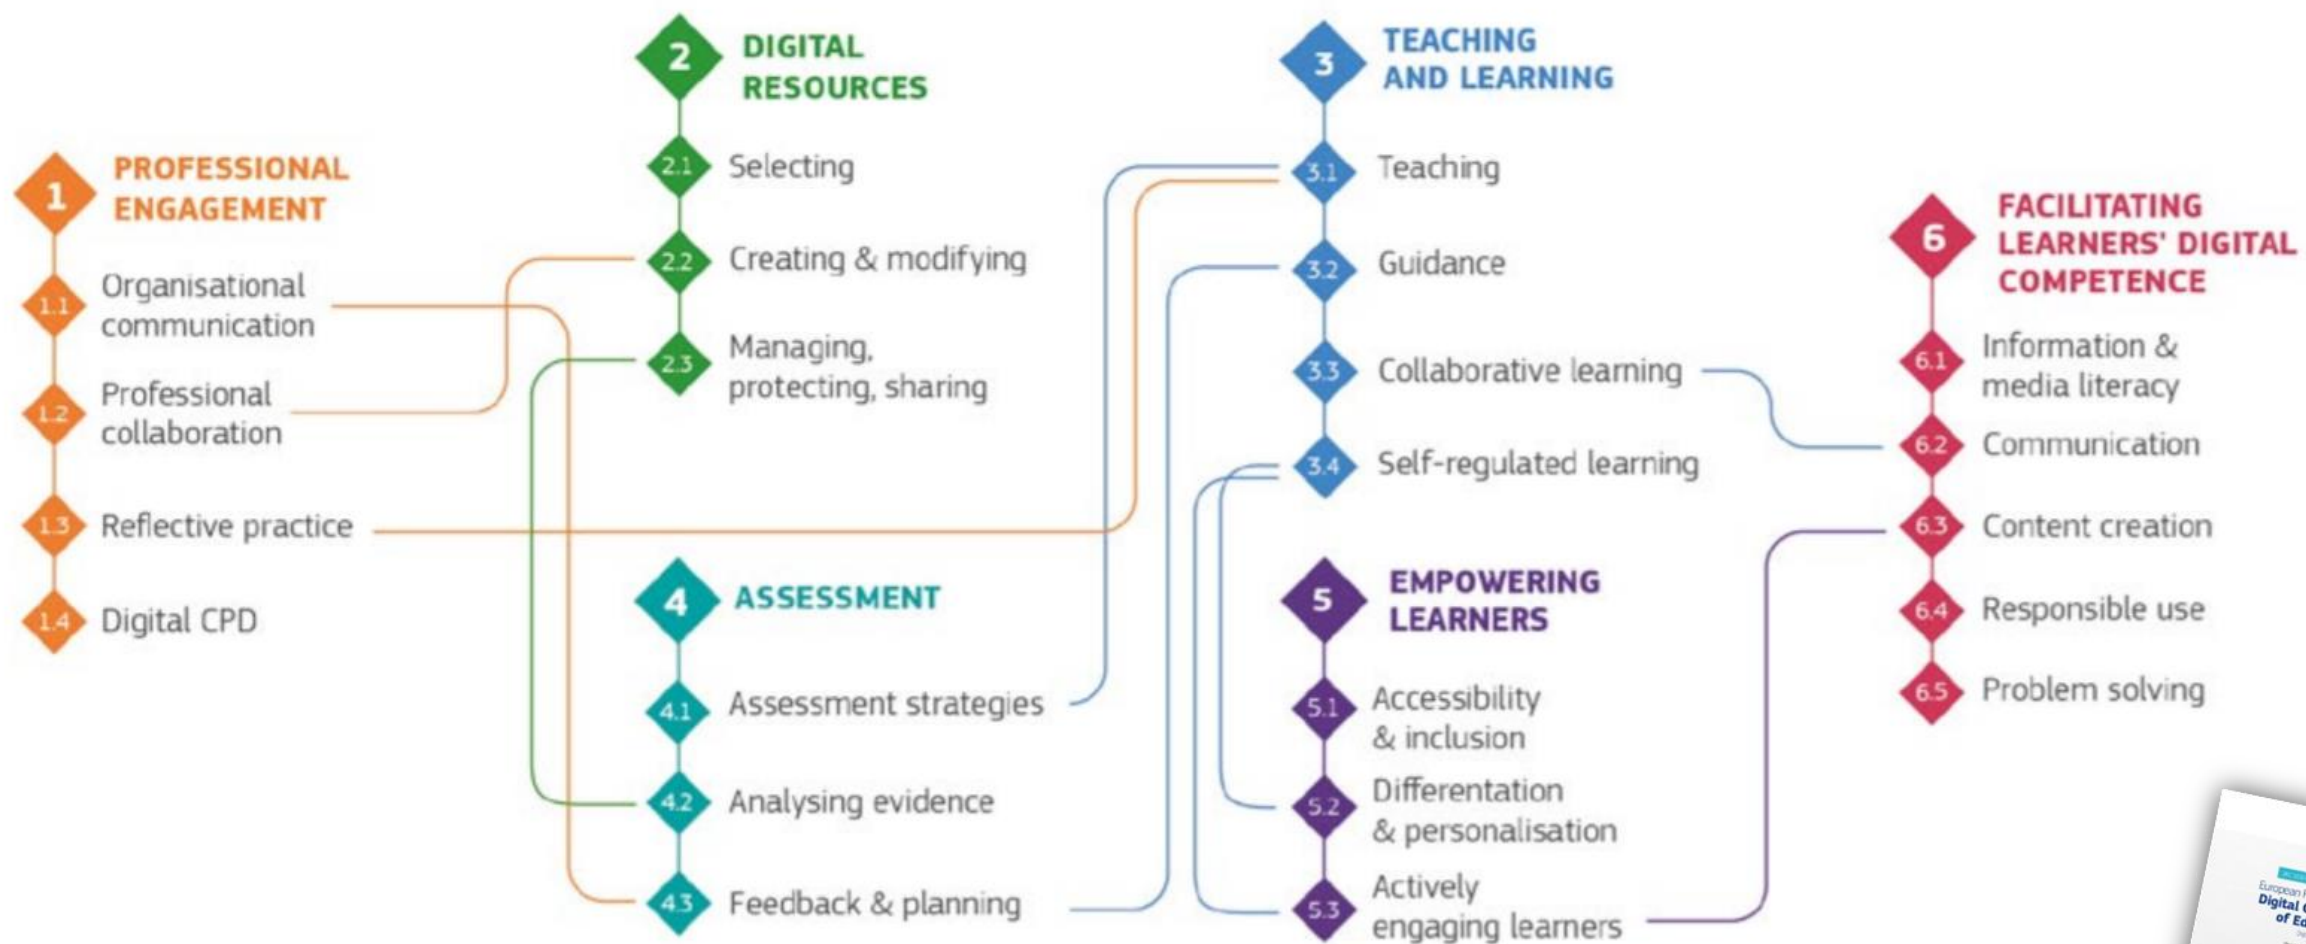 1
PROFESSIONAL
ENGAGEMENT
1.1
Organisational
communication
1.2
Professional
collaboration
1.3
Reflective practice
1.4
Digital CPD
2
DIGITAL
RESOURCES
2.1
Selecting
2.2
Creating & modifying
2.3
Managing,
protecting, sharing
3
TEACHING
AND LEARNING
3.1
Teaching
3.2
Guidance
3.3
Collaborative learning
3.4
Self-regulated learning
4
ASSESSMENT
4.1
Assessment strategies
4.2
Analysing evidence
4.3
Feedback & planning
5
EMPOWERING
LEARNERS
5.1
Accessibility
& inclusion
5.2
Differentation
& personalisation
5.3
Actively
engaging learners
6
FACILITATING
LEARNERS' DIGITAL
COMPETENCE
6.1
Information &
media literacy
6.2
Communication
6.3
Content creation
6.4
Responsible use
6.5
Problem solving
European
Digital
of